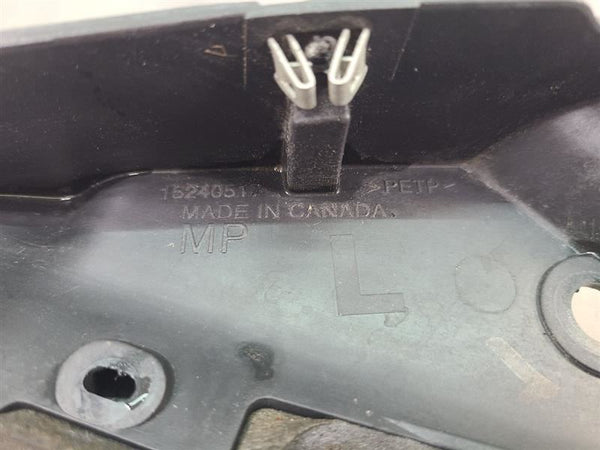 1524051 >PETP<
MADE IN CANADA.
MP
L